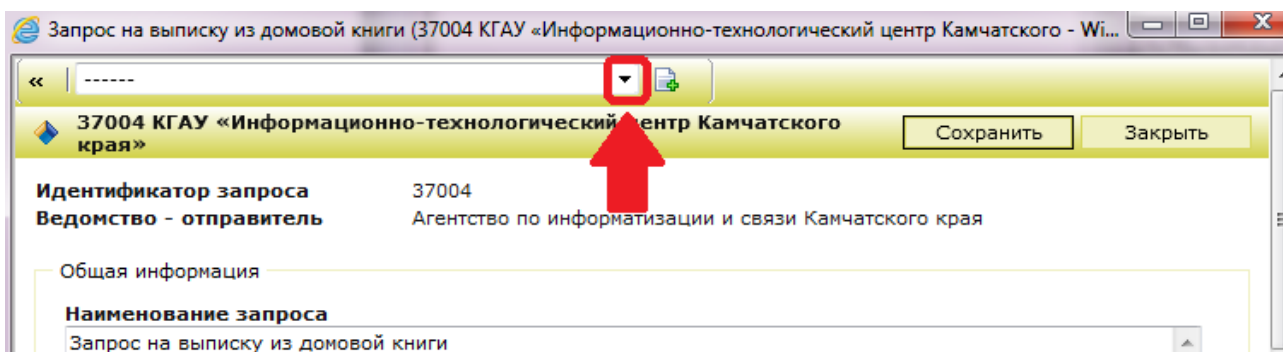 Запрос на выписку из домовой книги (37004 КГАУ «Информационно-технологический центр Камчатского - Wi...
« ------
37004 КГАУ «Информационно-технологический центр Камчатского
края»
Сохранить Закрыть
Идентификатор запроса 37004
Ведомство - отправитель Агентство по информатизации и связи Камчатского края
Общая информация
Наименование запроса
Запрос на выписку из домовой книги